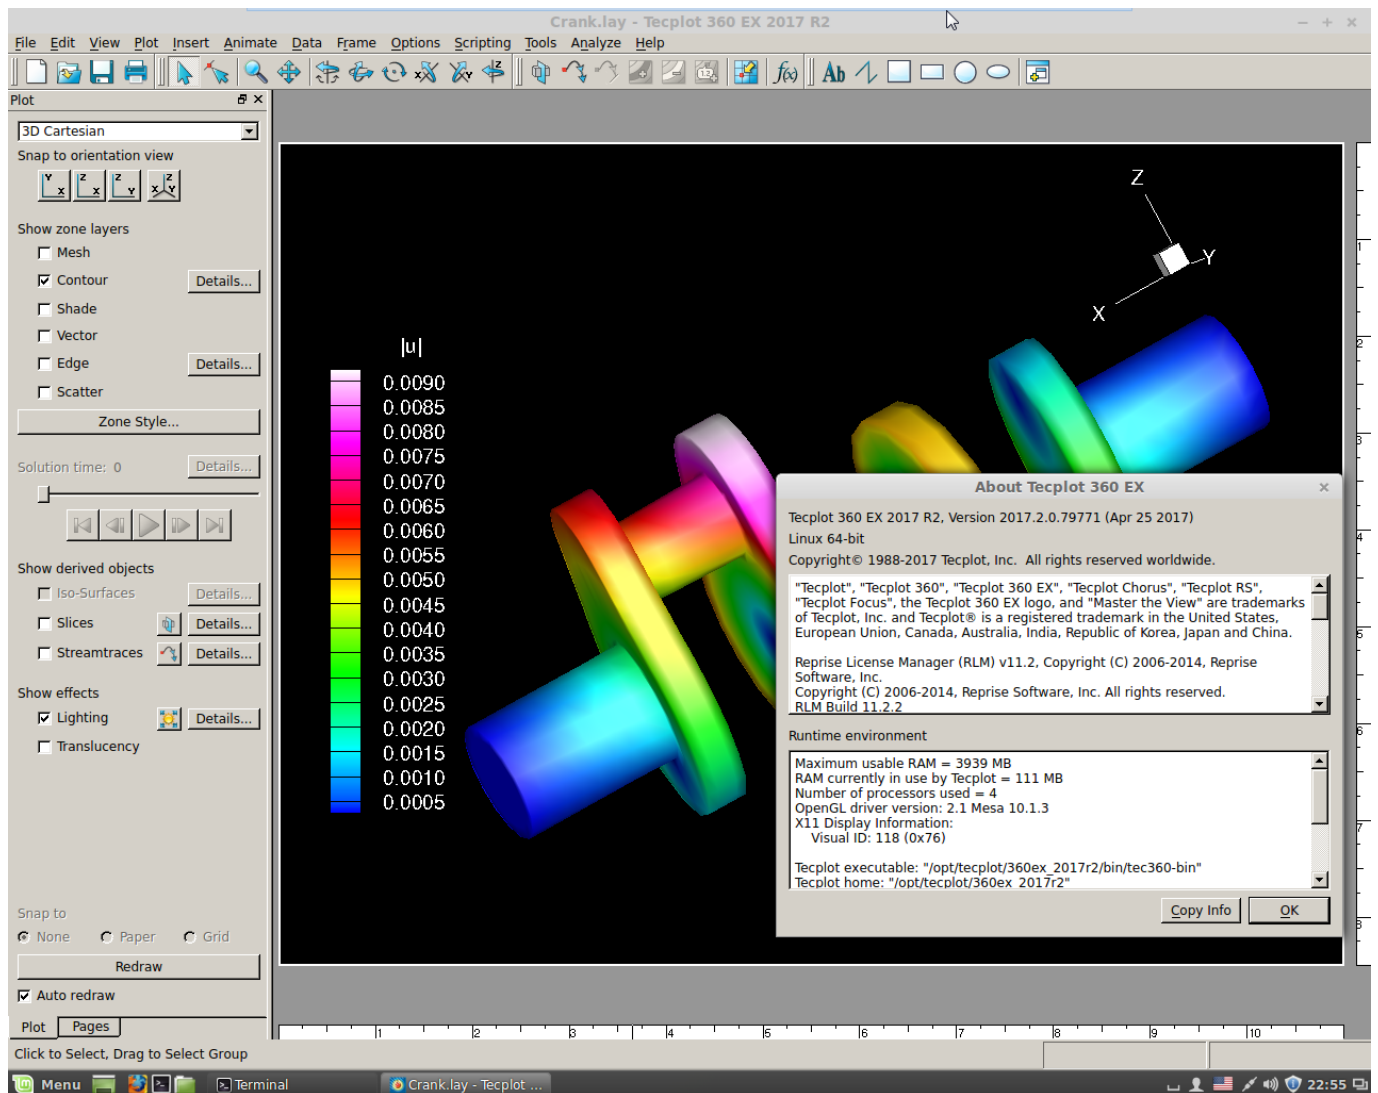 Crank.lay - Tecplot 360 EX 2017 R2
File Edit View Plot Insert Animate Data Frame Options Scripting Tools Analyze Help
Plot
3D Cartesian
Snap to orientation view
Show zone layers
Mesh
Contour Details...
Shade
Vector
Edge Details...
Scatter
Zone Style...
Solution time: 0 Details...
Show derived objects
Iso-Surfaces Details...
Slices Details...
Streamtraces Details...
Show effects
Lighting Details...
Translucency
Snap to
None Paper Grid
Redraw
Auto redraw
Plot Pages
Click to Select, Drag to Select Group
Z
Y
X
|u|
0.0090
0.0085
0.0080
0.0075
0.0070
0.0065
0.0060
0.0055
0.0050
0.0045
0.0040
0.0035
0.0030
0.0025
0.0020
0.0015
0.0010
0.0005
About Tecplot 360 EX
Tecplot 360 EX 2017 R2, Version 2017.2.0.79771 (Apr 25 2017)
Linux 64-bit
Copyright© 1988-2017 Tecplot, Inc. All rights reserved worldwide.
"Tecplot", "Tecplot 360", "Tecplot 360 EX", "Tecplot Chorus", "Tecplot RS",
"Tecplot Focus", the Tecplot 360 EX logo, and "Master the View" are trademarks
of Tecplot, Inc. and Tecplot® is a registered trademark in the United States,
European Union, Canada, Australia, India, Republic of Korea, Japan and China.
Reprise License Manager (RLM) v11.2, Copyright (C) 2006-2014, Reprise
Software, Inc.
Copyright (C) 2006-2014, Reprise Software, Inc. All rights reserved.
RLM Build 11.2.2
Runtime environment
Maximum usable RAM = 3939 MB
RAM currently in use by Tecplot = 111 MB
Number of processors used = 4
OpenGL driver version: 2.1 Mesa 10.1.3
X11 Display Information:
Visual ID: 118 (0x76)
Tecplot executable: "/opt/tecplot/360ex_2017r2/bin/tec360-bin"
Tecplot home: "/opt/tecplot/360ex_2017r2"
Copy Info OK
1
2
3
4
5
6
7
8
1 2 3 4 5 6 7 8 9 10
Menu Terminal Crank.lay - Tecplot ... 22:55